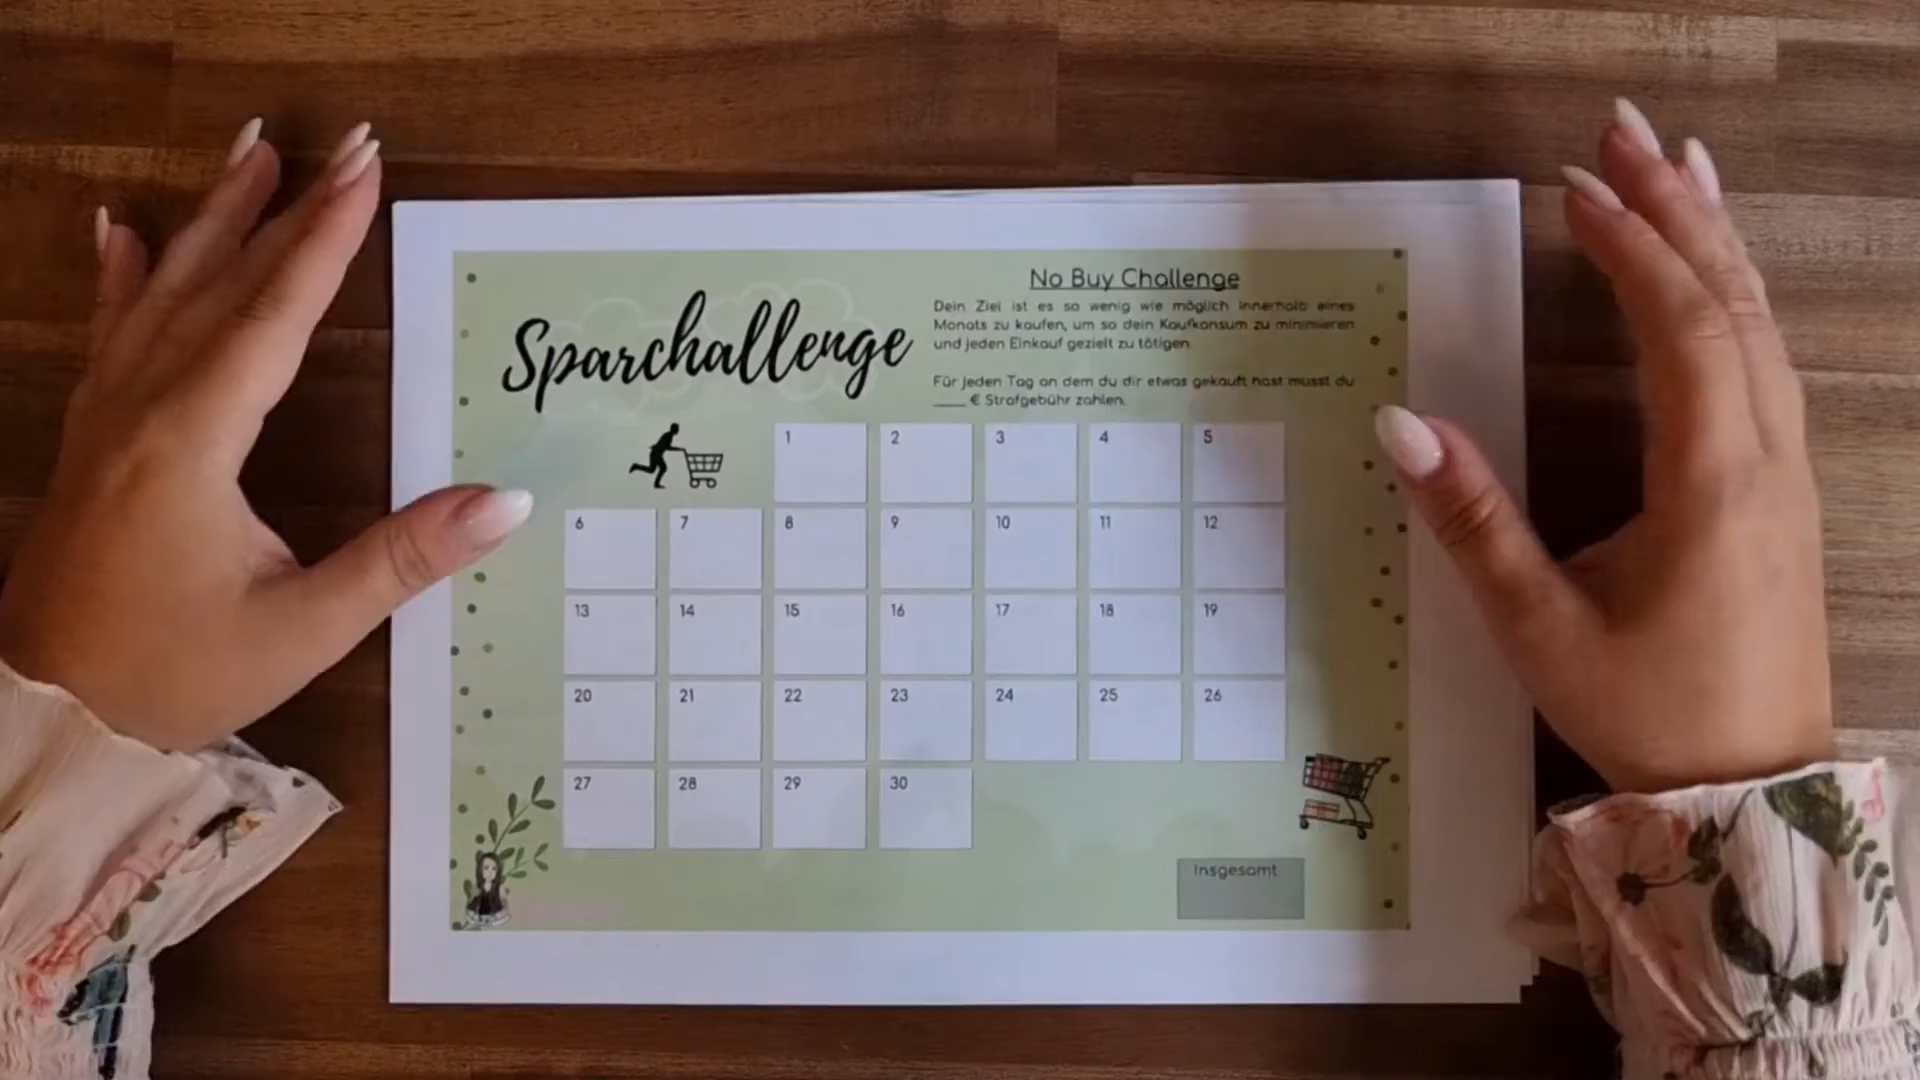 Sparchallenge
No Buy Challenge
Dein Ziel ist es so wenig wie möglich innerhalb eines
Monats zu kaufen, um so dein Kaufkonsum zu minimieren
und jeden Einkauf gezielt zu tätigen.
Für jeden Tag an dem du dir etwas gekauft hast musst du
____ € Strafgebühr zahlen.
1 2 3 4 5
6 7 8 9 10 11 12
13 14 15 16 17 18 19
20 21 22 23 24 25 26
27 28 29 30
Insgesamt